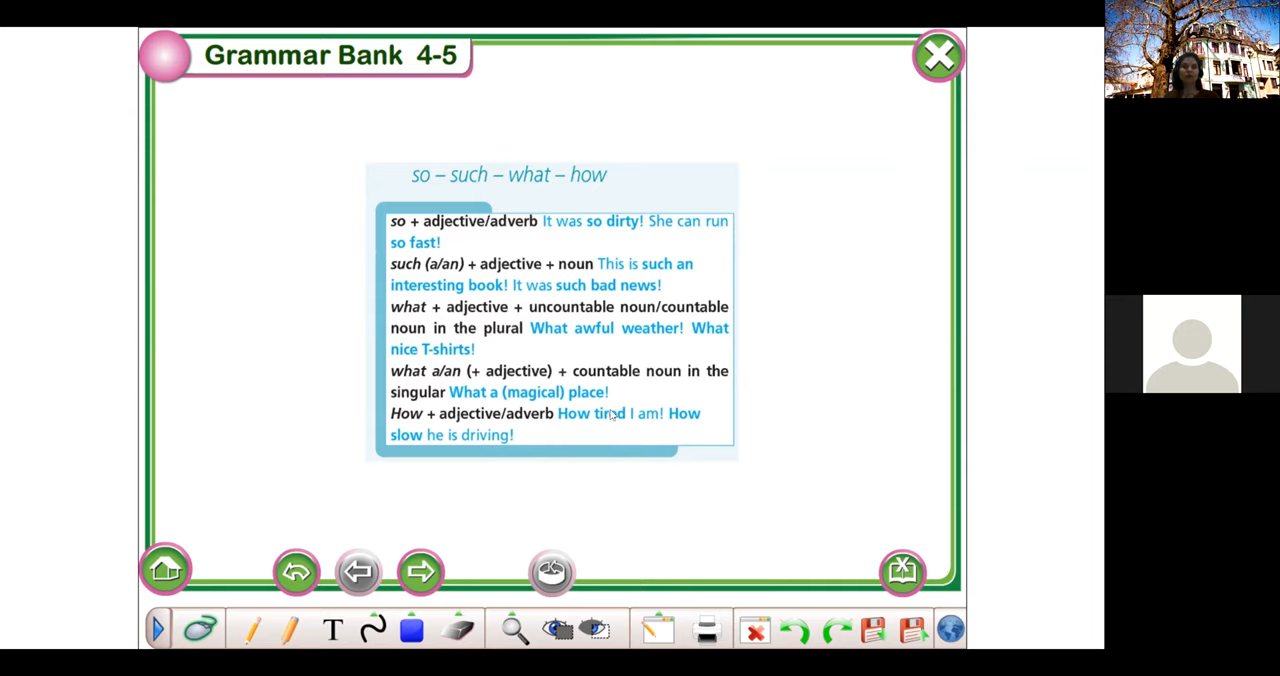 Grammar Bank 4-5
so – such – what – how
so + adjective/adverb It was so dirty! She can run
so fast!
such (a/an) + adjective + noun This is such an
interesting book! It was such bad news!
what + adjective + uncountable noun/countable
noun in the plural What awful weather! What
nice T-shirts!
what a/an (+ adjective) + countable noun in the
singular What a (magical) place!
How + adjective/adverb How tired I am! How
slow he is driving!
T